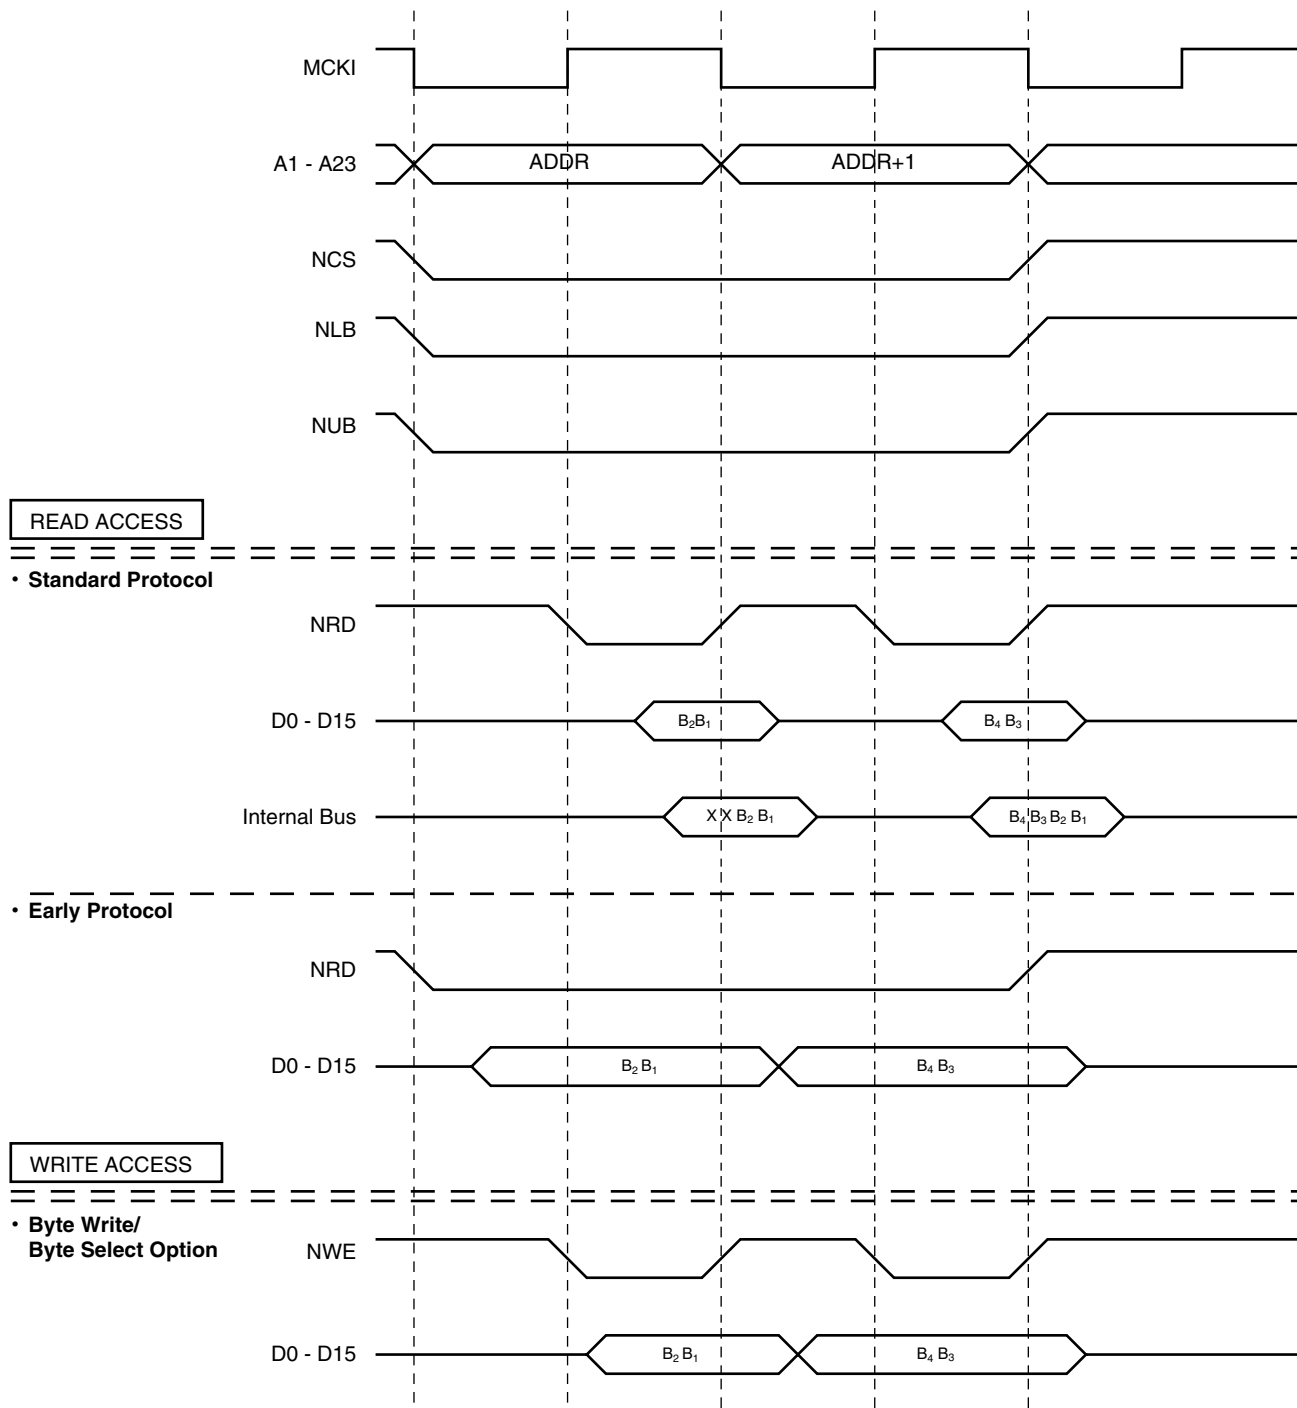 MCKI
A1 - A23 ADDR ADDR+1
NCS
NLB
NUB
READ ACCESS
• Standard Protocol
NRD
D0 - D15 B₂B₁ B₄ B₃
Internal Bus X X B₂ B₁ B₄ B₃ B₂ B₁
• Early Protocol
NRD
D0 - D15 B₂ B₁ B₄ B₃
WRITE ACCESS
• Byte Write/
Byte Select Option NWE
D0 - D15 B₂ B₁ B₄ B₃